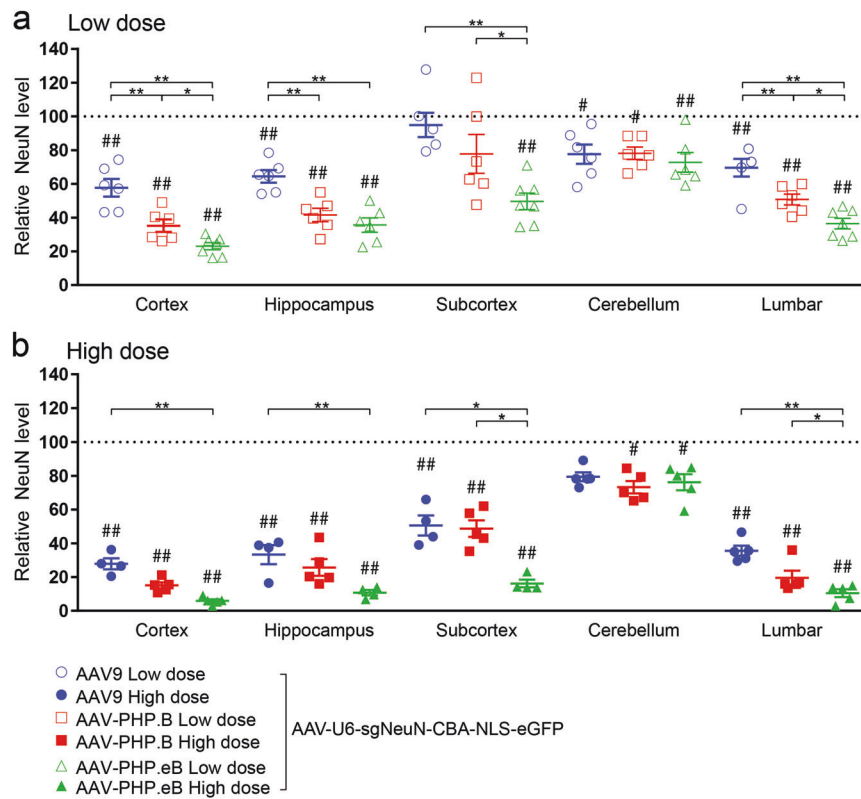 a Low dose
Relative NeuN level
140
120
100
80
60
40
20
0
** ** *
** **
** *
** ** *
## ## ##
## ## ##
##
# # ##
## ## ##
Cortex Hippocampus Subcortex Cerebellum Lumbar
b High dose
Relative NeuN level
140
120
100
80
60
40
20
0
**
**
* *
** *
## ## ##
## ## ##
## ## ##
# #
## ## ##
Cortex Hippocampus Subcortex Cerebellum Lumbar
AAV9 Low dose
AAV9 High dose
AAV-PHP.B Low dose
AAV-PHP.B High dose
AAV-PHP.eB Low dose
AAV-PHP.eB High dose
AAV-U6-sgNeuN-CBA-NLS-eGFP